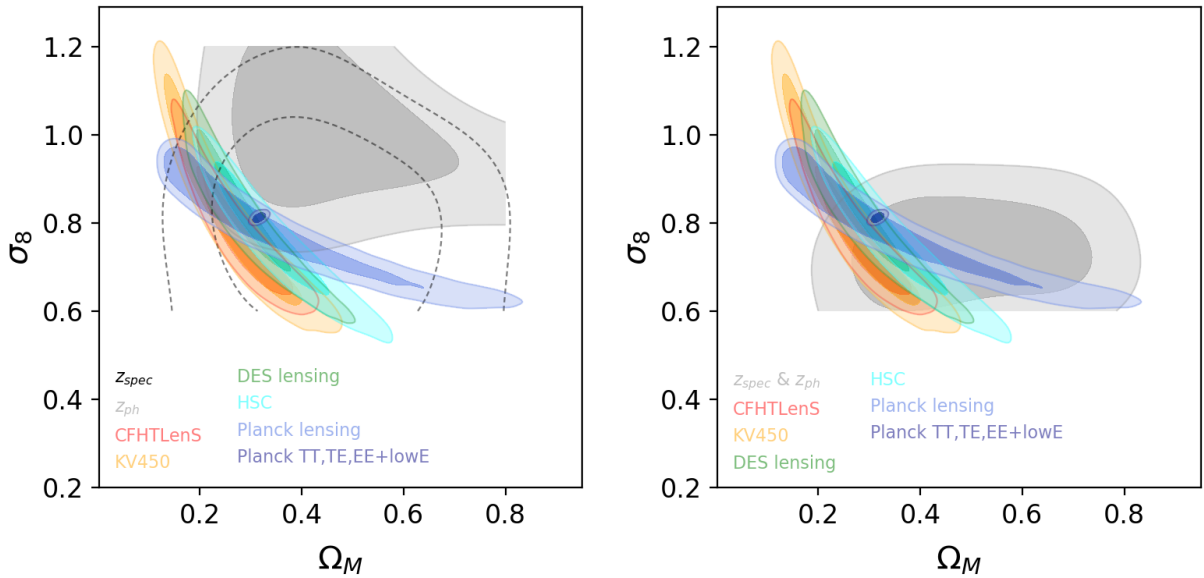 1.2
1.0
0.8
0.6
0.4
0.2
σ8
z_spec
z_ph
CFHTLenS
KV450
DES lensing
HSC
Planck lensing
Planck TT,TE,EE+lowE
0.2 0.4 0.6 0.8
Ω_M
1.2
1.0
0.8
0.6
0.4
0.2
σ8
z_spec & z_ph
CFHTLenS
KV450
DES lensing
HSC
Planck lensing
Planck TT,TE,EE+lowE
0.2 0.4 0.6 0.8
Ω_M